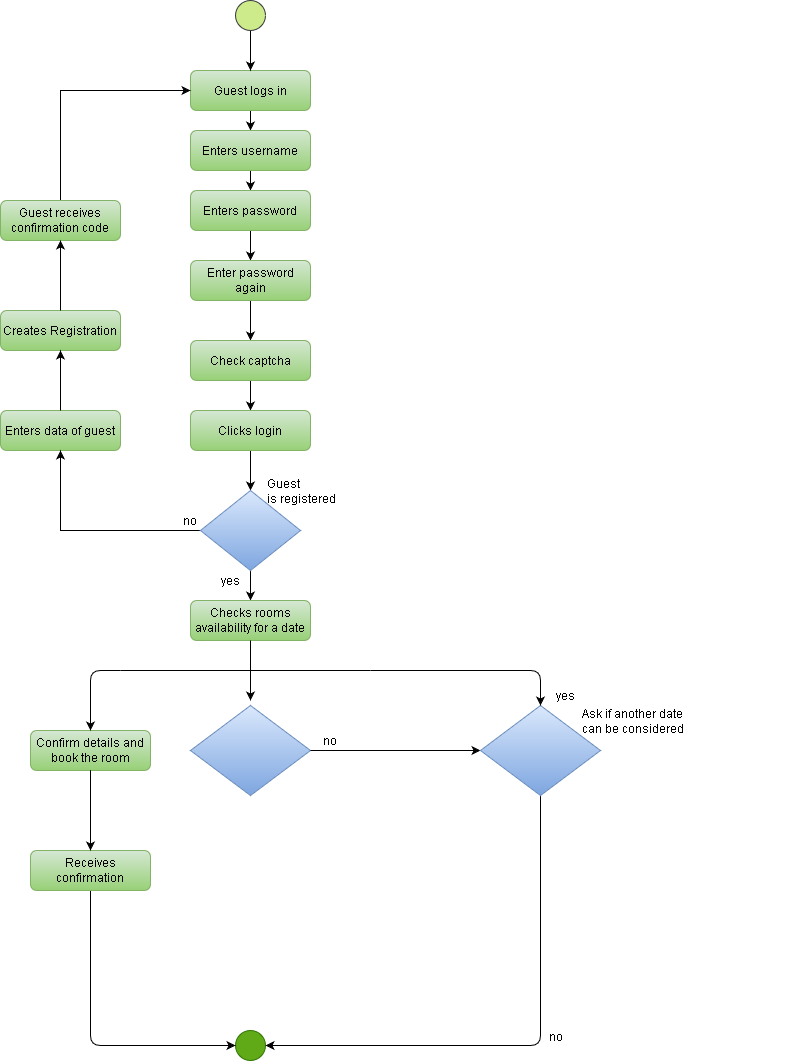 Guest logs in
Enters username
Enters password
Guest receives
confirmation code
Enter password
again
Creates Registration
Check captcha
Enters data of guest
Clicks login
Guest
is registered
no
yes
Checks rooms
availability for a date
yes
Ask if another date
can be considered
no
Confirm details and
book the room
Receives
confirmation
no